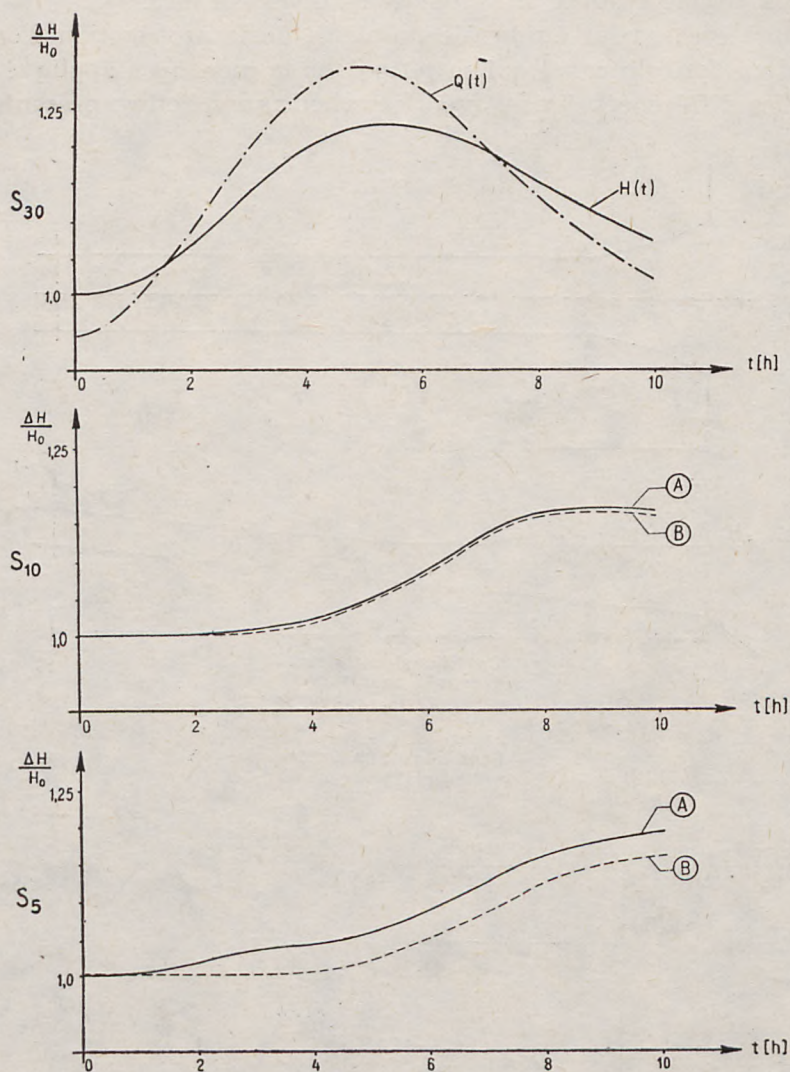 ΔH
H₀
1,25
1,0
S₃₀
Q(t)
H(t)
0 2 4 6 8 10 t[h]
ΔH
H₀
1,25
1,0
S₁₀
A
B
0 2 4 6 8 10 t[h]
ΔH
H₀
1,25
1,0
S₅
A
B
0 2 4 6 8 10 t[h]